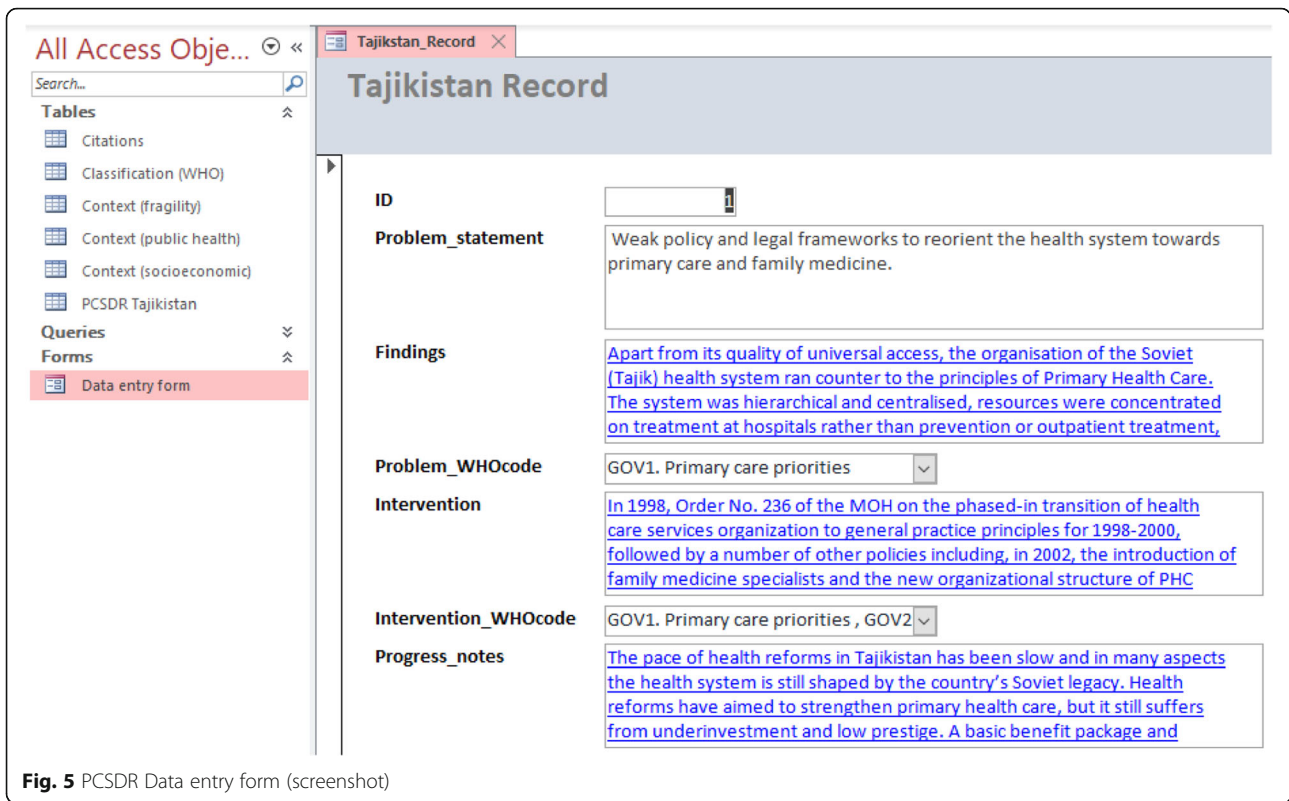 All Access Obje...
Search...
Tables
Citations
Classification (WHO)
Context (fragility)
Context (public health)
Context (socioeconomic)
PCSDR Tajikistan
Queries
Forms
Data entry form
Tajikstan_Record
Tajikistan Record
ID
1
Problem_statement
Weak policy and legal frameworks to reorient the health system towards
primary care and family medicine.
Findings
Apart from its quality of universal access, the organisation of the Soviet
(Tajik) health system ran counter to the principles of Primary Health Care.
The system was hierarchical and centralised, resources were concentrated
on treatment at hospitals rather than prevention or outpatient treatment,
Problem_WHOcode
GOV1. Primary care priorities
Intervention
In 1998, Order No. 236 of the MOH on the phased-in transition of health
care services organization to general practice principles for 1998-2000,
followed by a number of other policies including, in 2002, the introduction of
family medicine specialists and the new organizational structure of PHC
Intervention_WHOcode
GOV1. Primary care priorities , GOV2
Progress_notes
The pace of health reforms in Tajikistan has been slow and in many aspects
the health system is still shaped by the country's Soviet legacy. Health
reforms have aimed to strengthen primary health care, but it still suffers
from underinvestment and low prestige. A basic benefit package and
Fig. 5 PCSDR Data entry form (screenshot)